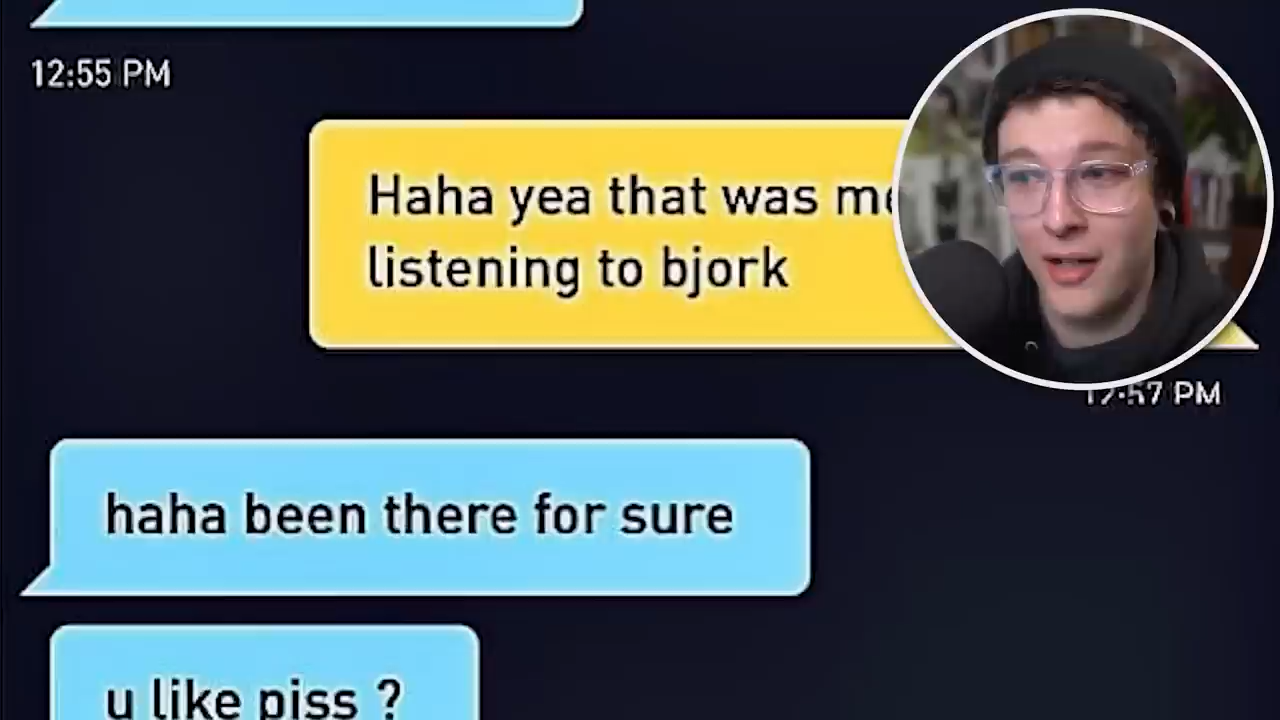 12:55 PM
Haha yea that was me
listening to bjork
12:57 PM
haha been there for sure
u like piss ?